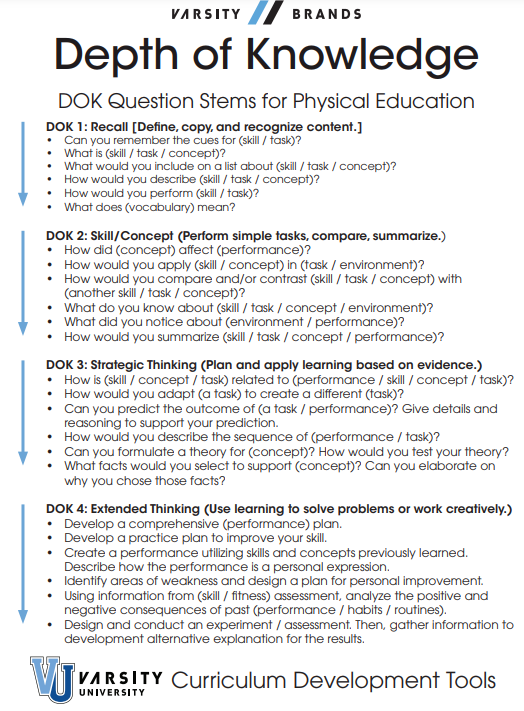 VARSITY BRANDS
Depth of Knowledge
DOK Question Stems for Physical Education
DOK 1: Recall [Define, copy, and recognize content.]
• Can you remember the cues for (skill / task)?
• What is (skill / task / concept)?
• What would you include on a list about (skill / task / concept)?
• How would you describe (skill / task / concept)?
• How would you perform (skill / task)?
• What does (vocabulary) mean?
DOK 2: Skill/Concept (Perform simple tasks, compare, summarize.)
• How did (concept) affect (performance)?
• How would you apply (skill / concept) in (task / environment)?
• How would you compare and/or contrast (skill / task / concept) with
(another skill / task / concept)?
• What do you know about (skill / task / concept / environment)?
• What did you notice about (environment / performance)?
• How would you summarize (skill / task / concept / performance)?
DOK 3: Strategic Thinking (Plan and apply learning based on evidence.)
• How is (skill / concept / task) related to (performance / skill / concept / task)?
• How would you adapt (a task) to create a different (task)?
• Can you predict the outcome of (a task / performance)? Give details and
reasoning to support your prediction.
• How would you describe the sequence of (performance / task)?
• Can you formulate a theory for (concept)? How would you test your theory?
• What facts would you select to support (concept)? Can you elaborate on
why you chose those facts?
DOK 4: Extended Thinking (Use learning to solve problems or work creatively.)
• Develop a comprehensive (performance) plan.
• Develop a practice plan to improve your skill.
• Create a performance utilizing skills and concepts previously learned.
Describe how the performance is a personal expression.
• Identify areas of weakness and design a plan for personal improvement.
• Using information from (skill / fitness) assessment, analyze the positive and
negative consequences of past (performance / habits / routines).
• Design and conduct an experiment / assessment. Then, gather information to
development alternative explanation for the results.
VU VARSITY UNIVERSITY Curriculum Development Tools